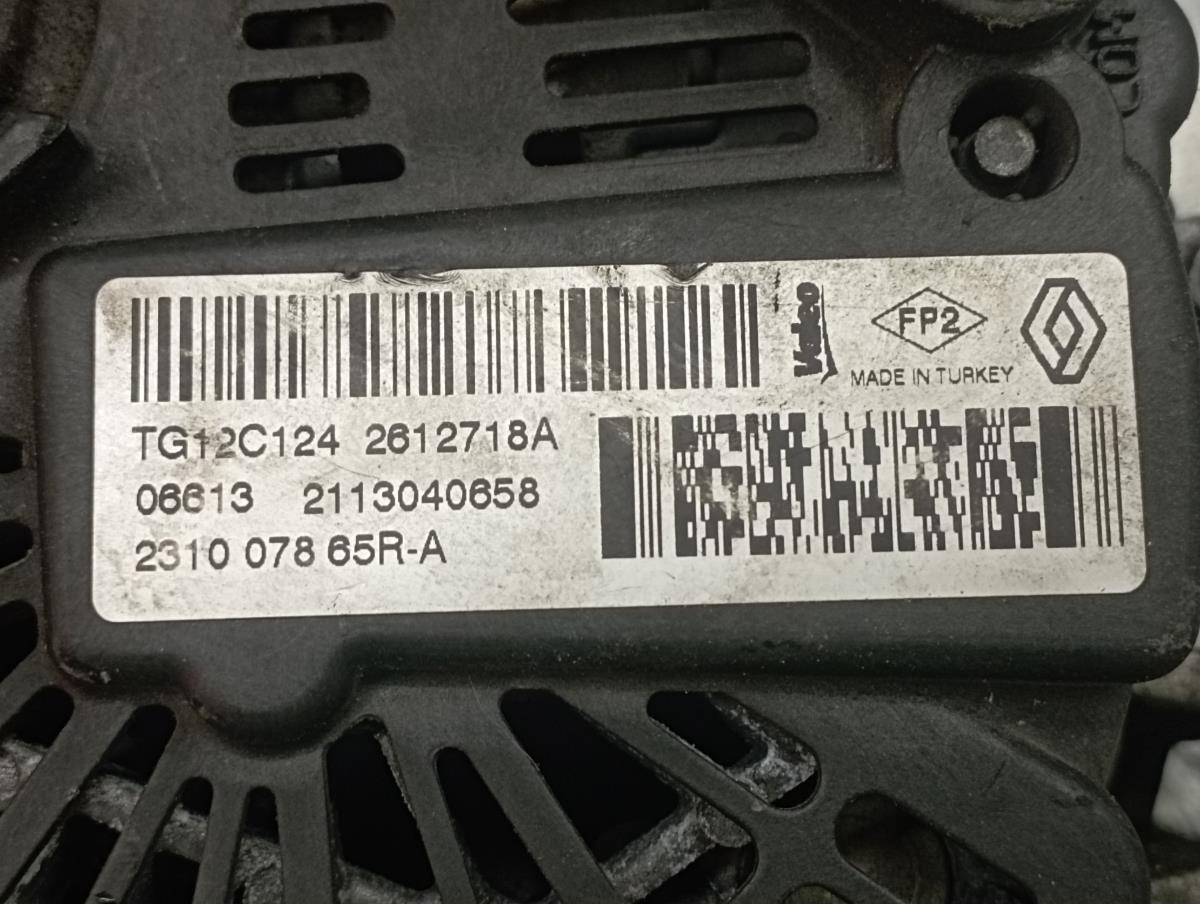 Valeo
FP2
MADE IN TURKEY
TG12C124 2612718A
06613 2113040658
2310 078 65R-A